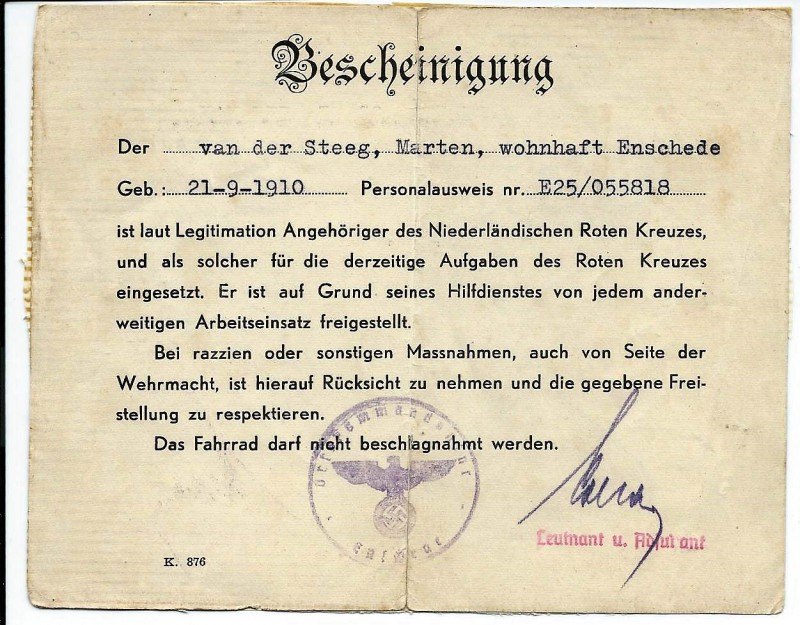 Bescheinigung
Der van der Steeg, Marten, wohnhaft Enschede
Geb.: 21-9-1910 Personalausweis nr. E25/055818
ist laut Legitimation Angehöriger des Niederländischen Roten Kreuzes,
und als solcher für die derzeitige Aufgaben des Roten Kreuzes
eingesetzt. Er ist auf Grund seines Hilfdienstes von jedem ander-
weitigen Arbeitseinsatz freigestellt.
Bei razzien oder sonstigen Massnahmen, auch von Seite der
Wehrmacht, ist hierauf Rücksicht zu nehmen und die gegebene Frei-
stellung zu respektieren.
Das Fahrrad darf nicht beschlagnahmt werden.
Leutnant u. Adjutant
K. 876